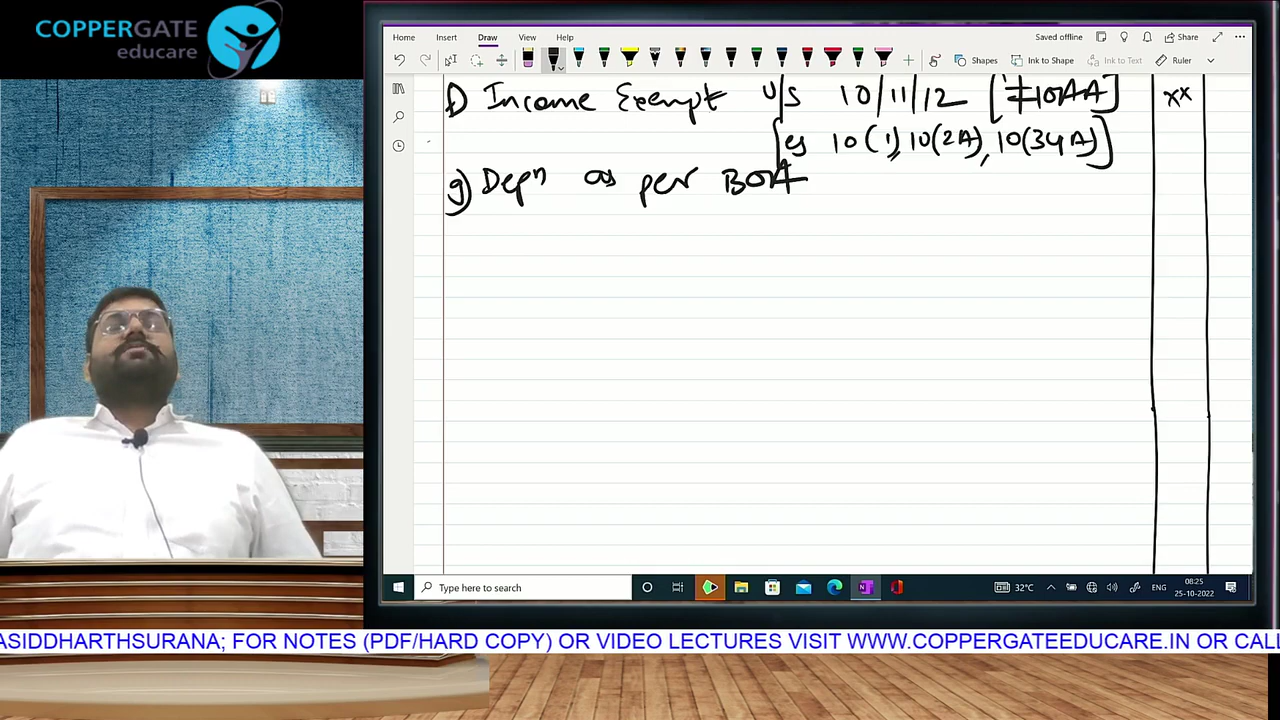 COPPERGATE
educare
Home Insert Draw View Help
Saved offline
Share
Shapes
Ink to Shape
Ink to Text
Ruler
f) Income Exempt u/s 10/11/12 [≠10AA] xx
[eg 10(1), 10(2A), 10(34A)]
g) Depn as per BOA
Type here to search
32°C
ENG
08:25
25-10-2022
ASIDDHARTHSURANA; FOR NOTES (PDF/HARD COPY) OR VIDEO LECTURES VISIT WWW.COPPERGATEEDUCARE.IN OR CALL